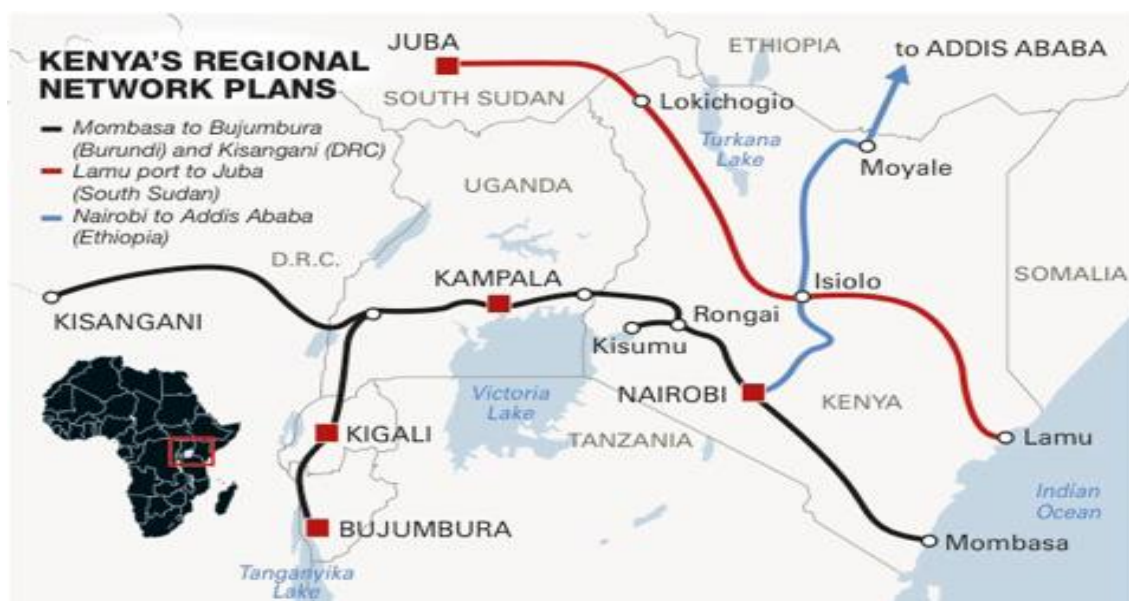 KENYA'S REGIONAL
NETWORK PLANS
Mombasa to Bujumbura
(Burundi) and Kisangani (DRC)
Lamu port to Juba
(South Sudan)
Nairobi to Addis Ababa
(Ethiopia)
JUBA
SOUTH SUDAN
ETHIOPIA
to ADDIS ABABA
Lokichogio
Turkana
Lake
Moyale
UGANDA
D.R.C.
KAMPALA
Isiolo
SOMALIA
KISANGANI
Rongai
Kisumu
Victoria
Lake
NAIROBI
KENYA
KIGALI
TANZANIA
Lamu
Indian
Ocean
BUJUMBURA
Mombasa
Tanganyika
Lake